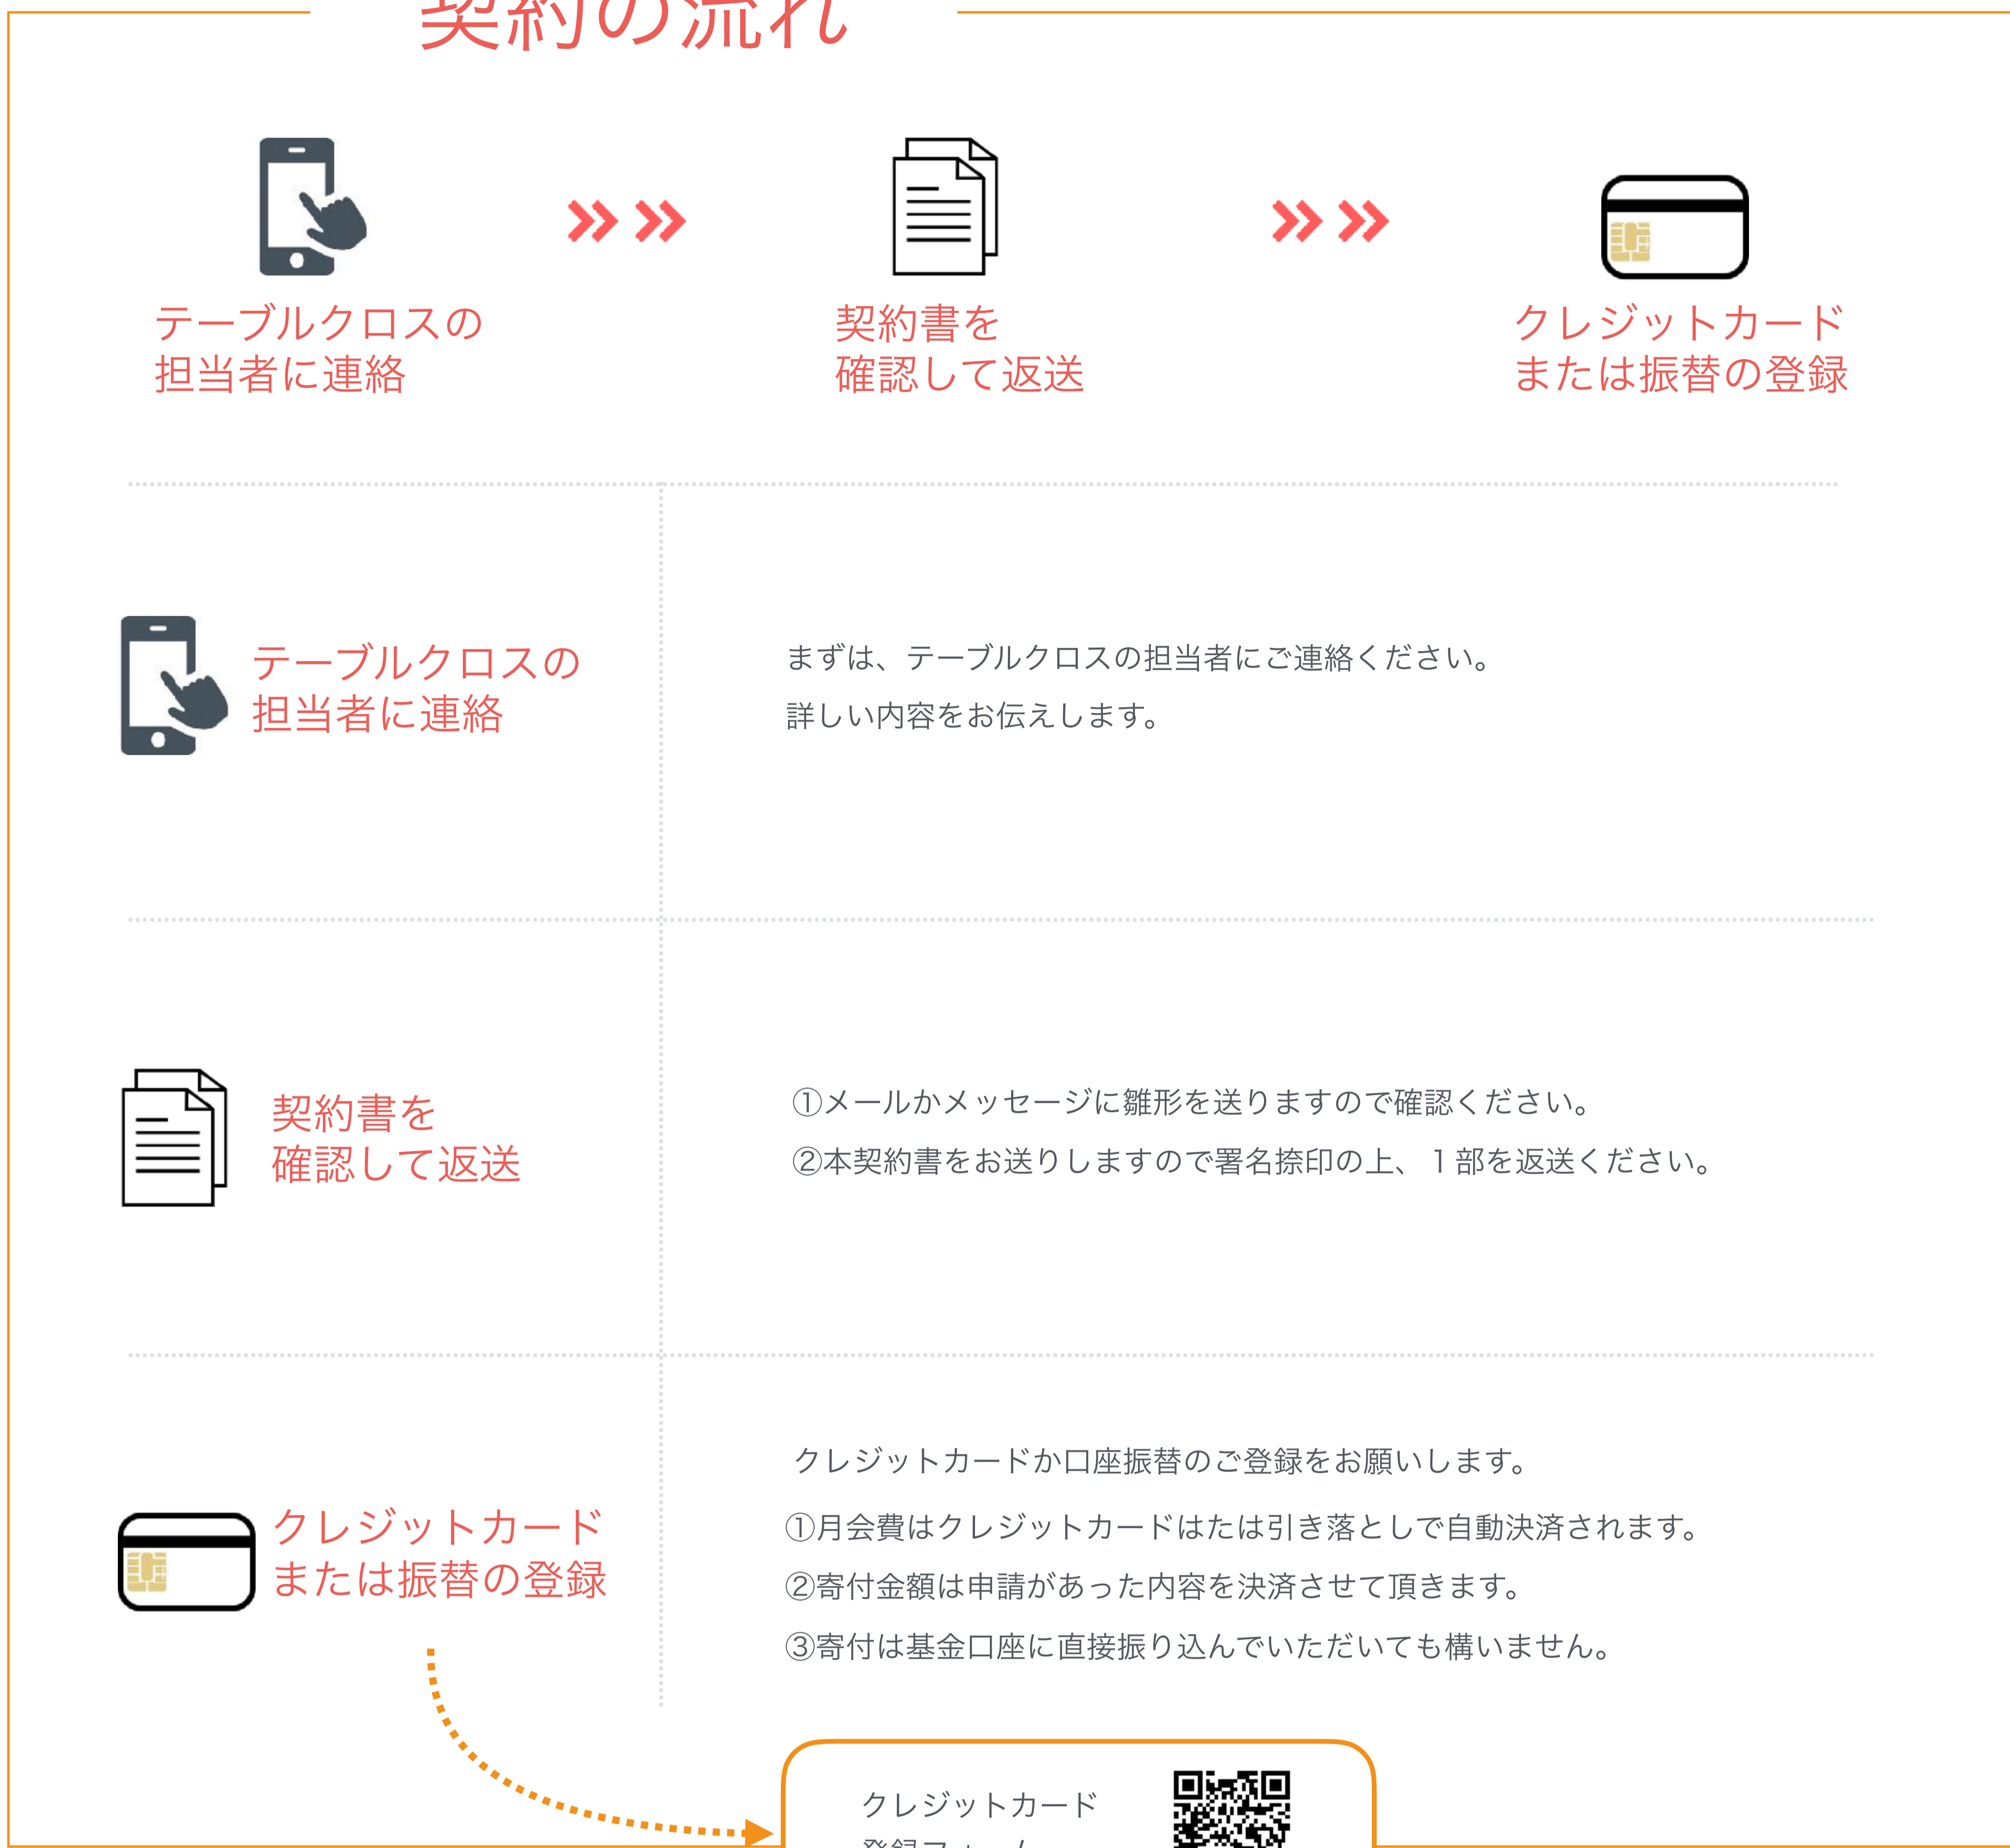 契約の流れ
テーブルクロスの
担当者に連絡
契約書を
確認して返送
クレジットカード
または振替の登録
テーブルクロスの
担当者に連絡
まずは、テーブルクロスの担当者にご連絡ください。
詳しい内容をお伝えします。
契約書を
確認して返送
①メールかメッセージに雛形を送りますので確認ください。
②本契約書をお送りしますので署名捺印の上、1部を返送ください。
クレジットカード
または振替の登録
クレジットカードか口座振替のご登録をお願いします。
①月会費はクレジットカードはたは引き落としで自動決済されます。
②寄付金額は申請があった内容を決済させて頂きます。
③寄付は基金口座に直接振り込んでいただいても構いません。
クレジットカード